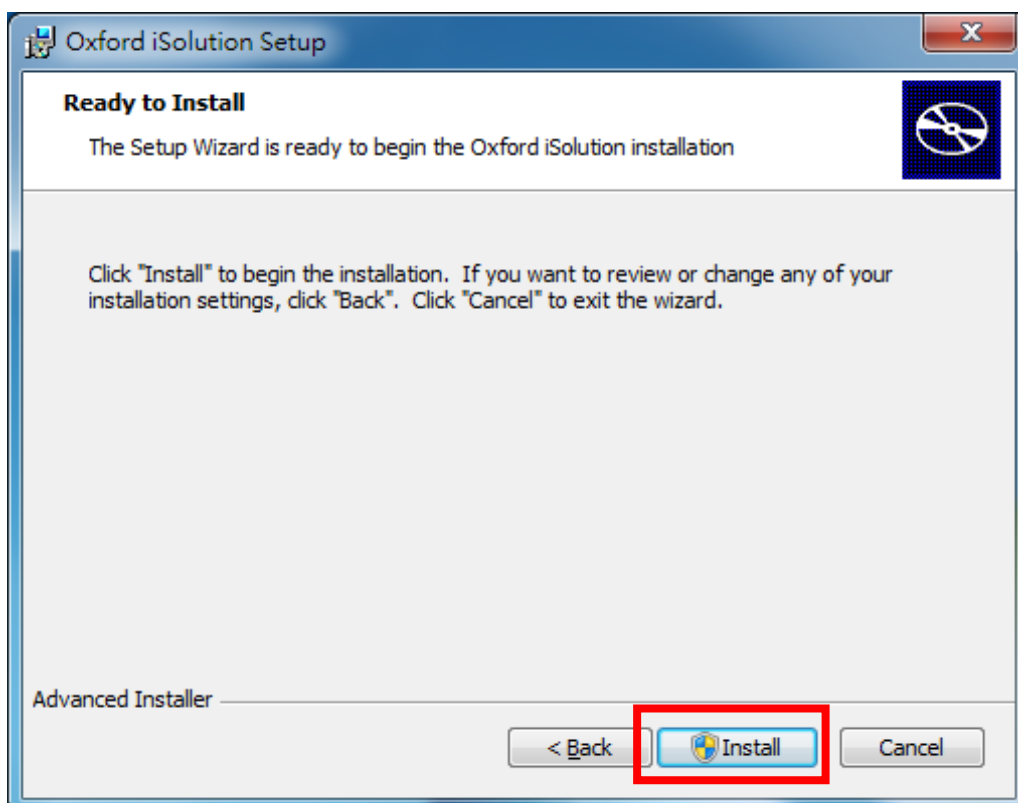 Oxford iSolution Setup
Ready to Install
The Setup Wizard is ready to begin the Oxford iSolution installation
Click "Install" to begin the installation.  If you want to review or change any of your
installation settings, click "Back".  Click "Cancel" to exit the wizard.
Advanced Installer
< Back
Install
Cancel